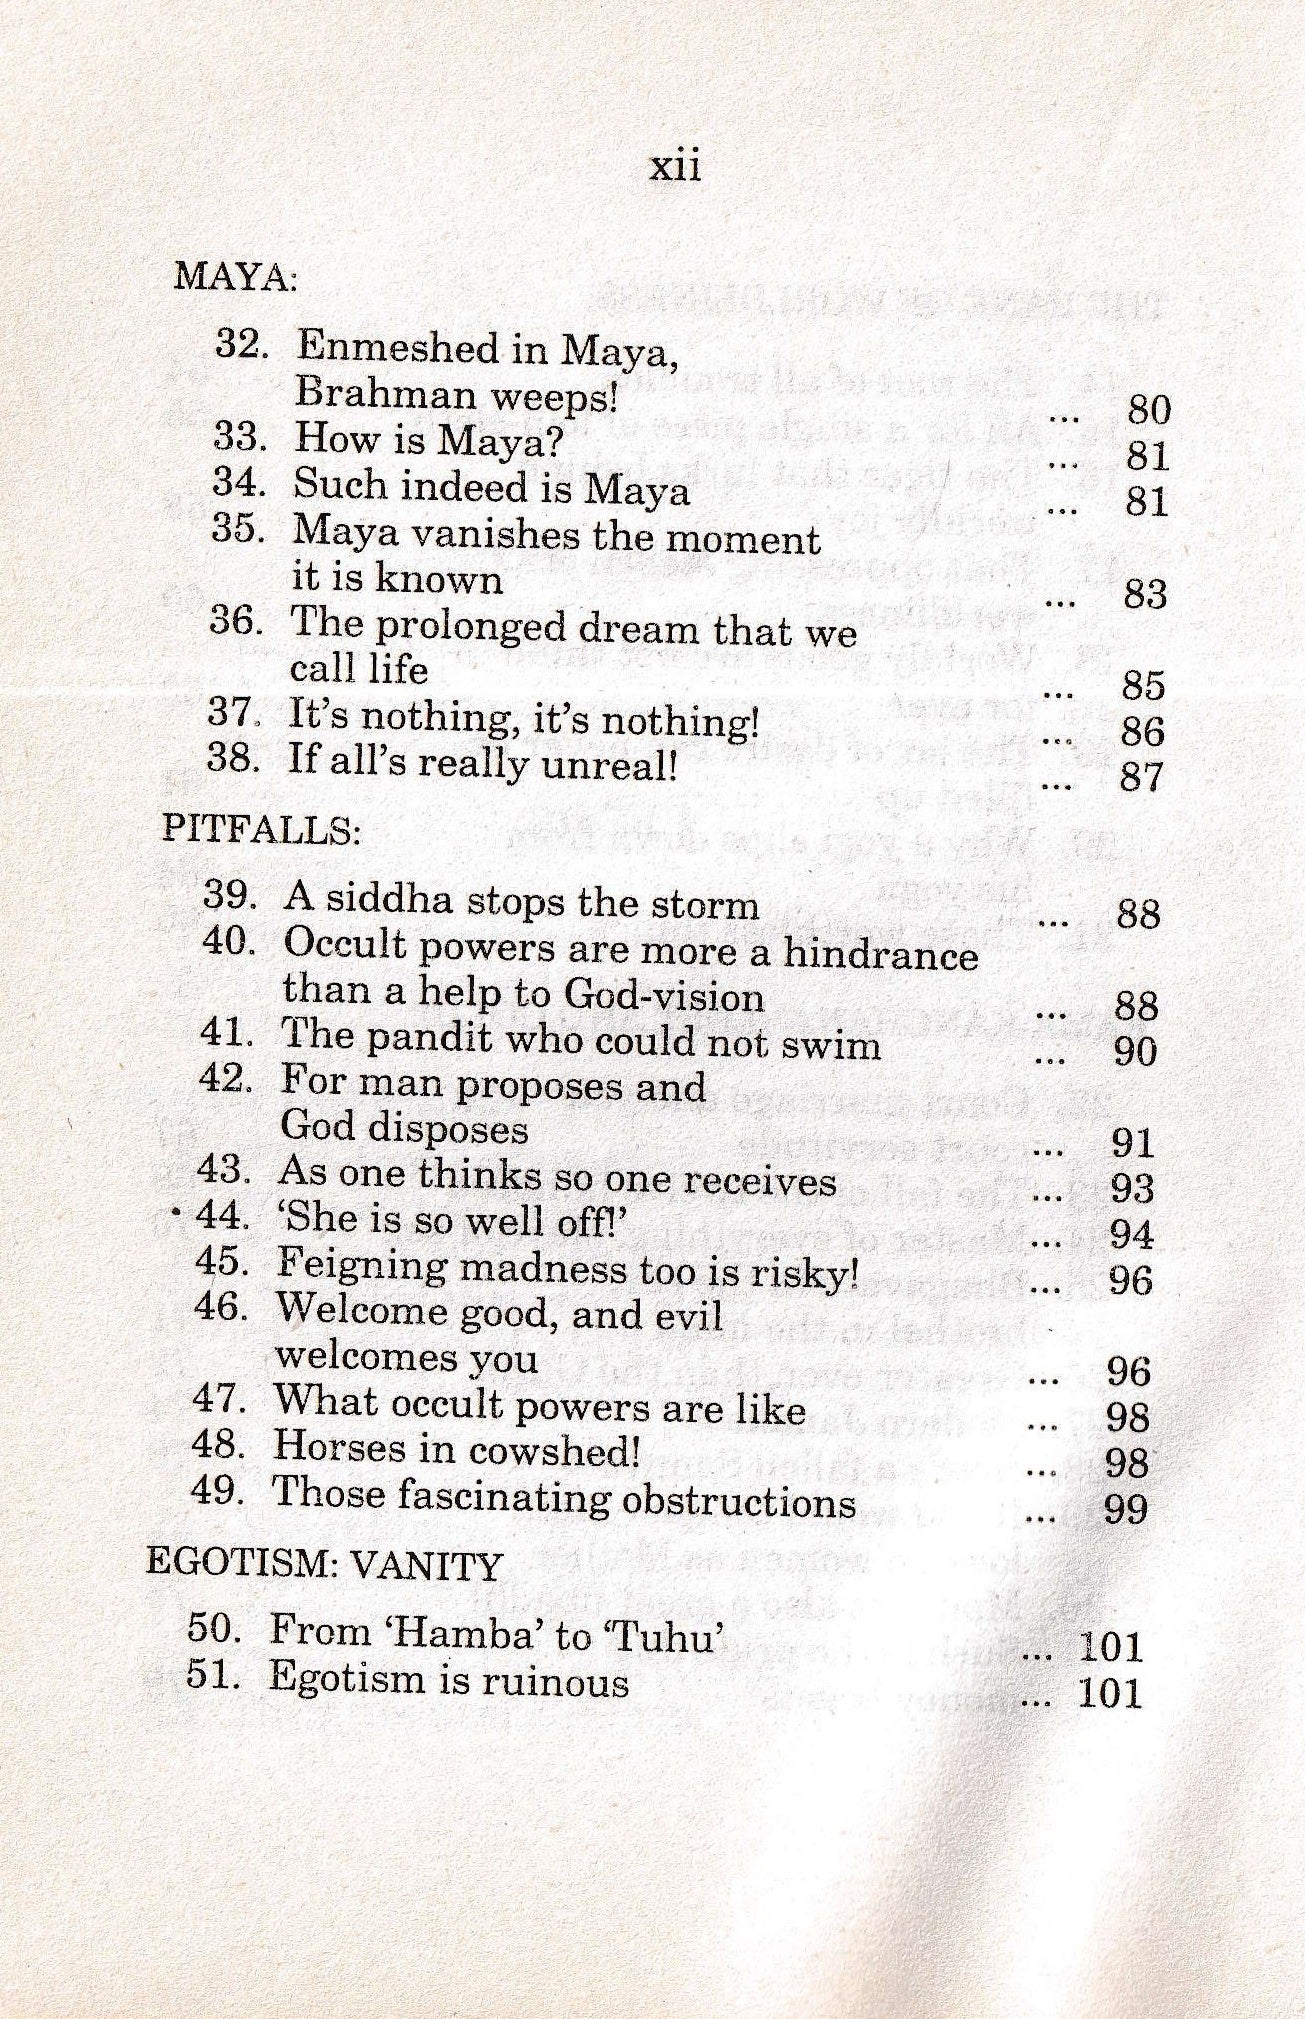 xii
MAYA:
32. Enmeshed in Maya,
Brahman weeps! ... 80
33. How is Maya? ... 81
34. Such indeed is Maya ... 81
35. Maya vanishes the moment
it is known ... 83
36. The prolonged dream that we
call life ... 85
37. It's nothing, it's nothing! ... 86
38. If all's really unreal! ... 87
PITFALLS:
39. A siddha stops the storm ... 88
40. Occult powers are more a hindrance
than a help to God-vision ... 88
41. The pandit who could not swim ... 90
42. For man proposes and
God disposes ... 91
43. As one thinks so one receives ... 93
44. ‘She is so well off!’ ... 94
45. Feigning madness too is risky! ... 96
46. Welcome good, and evil
welcomes you ... 96
47. What occult powers are like ... 98
48. Horses in cowshed! ... 98
49. Those fascinating obstructions ... 99
EGOTISM: VANITY
50. From ‘Hamba’ to ‘Tuhu’ ... 101
51. Egotism is ruinous ... 101